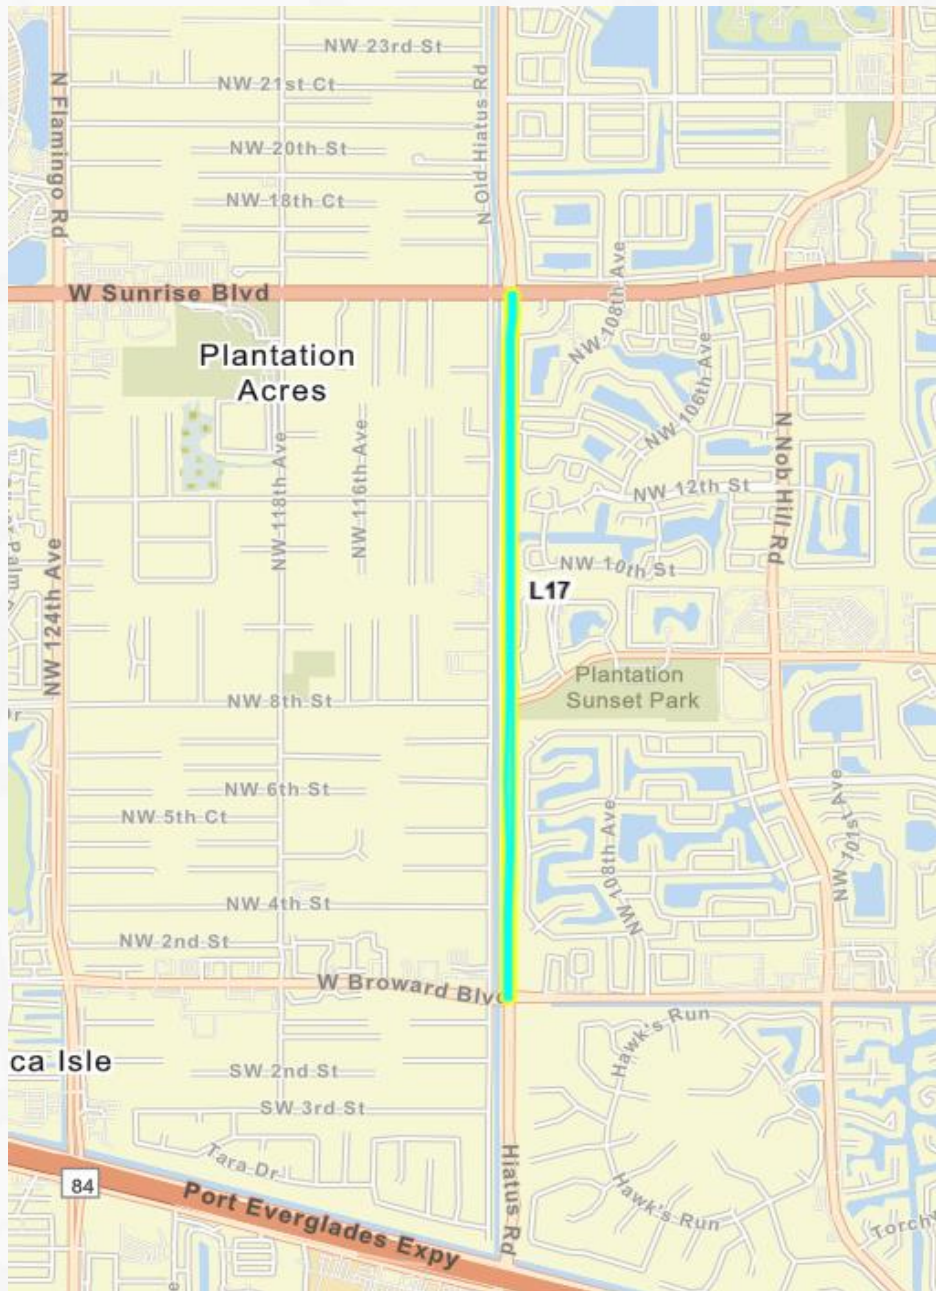 NW 23rd St
NW 21st Ct
N Flamingo Rd
N Old Hiatus Rd
NW 20th St
NW 18th Ct
W Sunrise Blvd
NW 108th Ave
Plantation
Acres
NW 106th Ave
N Nob Hill Rd
NW 118th Ave
NW 116th Ave
NW 12th St
NW 10th St
NW 124th Ave
L17
Plantation
Sunset Park
NW 8th St
NW 6th St
NW 5th Ct
NW 101st Ave
NW 108th Ave
NW 4th St
NW 2nd St
W Broward Blvd
Hawk's Run
ca Isle
SW 2nd St
SW 3rd St
Tara Dr
Hiatus Rd
Hawk's Run
84
Port Everglades Expy
Torch